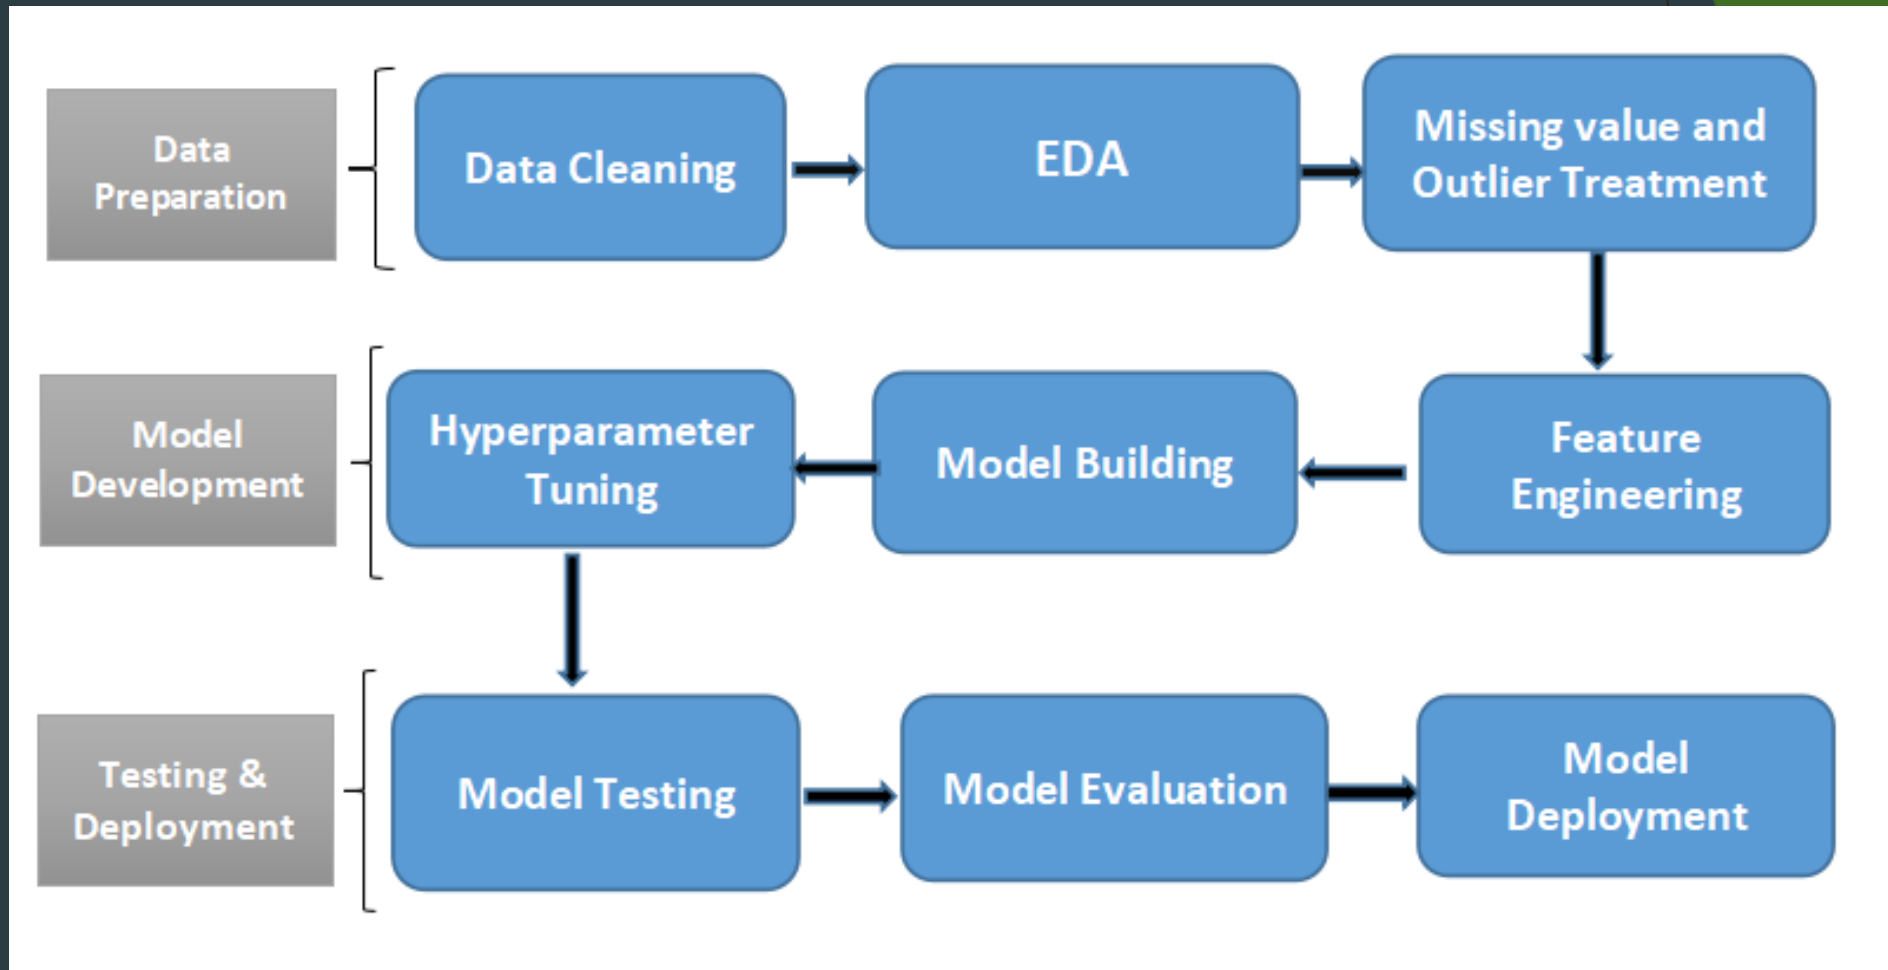 Data
Preparation
Data Cleaning
EDA
Missing value and
Outlier Treatment
Model
Development
Hyperparameter
Tuning
Model Building
Feature
Engineering
Testing &
Deployment
Model Testing
Model Evaluation
Model
Deployment